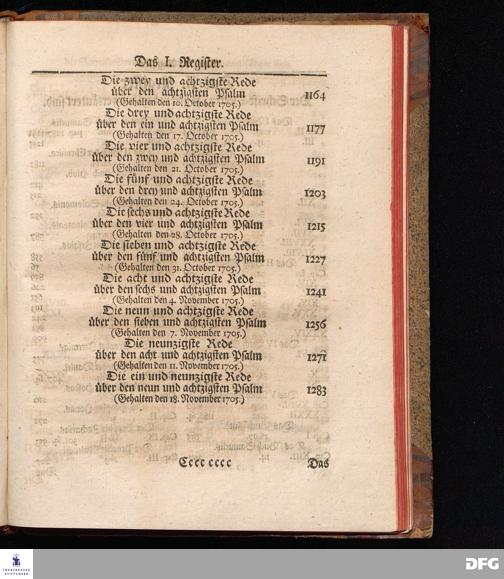 Das I. Register.
Die zwey und achtzigste Rede
über den achtzigsten Psalm 1164
(Gehalten den 10. October 1705.)
Die drey und achtzigste Rede
über den ein und achtzigsten Psalm 1177
(Gehalten den 17. October 1705.)
Die vier und achtzigste Rede
über den zwey und achtzigsten Psalm 1191
(Gehalten den 21. October 1705.)
Die fünf und achtzigste Rede
über den drey und achtzigsten Psalm 1203
(Gehalten den 24. October 1705.)
Die sechs und achtzigste Rede
über den vier und achtzigsten Psalm 1215
(Gehalten den 28. October 1705.)
Die sieben und achtzigste Rede
über den fünf und achtzigsten Psalm 1227
(Gehalten den 31. October 1705.)
Die acht und achtzigste Rede
über den sechs und achtzigsten Psalm 1241
(Gehalten den 4. November 1705.)
Die neun und achtzigste Rede
über den sieben und achtzigsten Psalm 1256
(Gehalten den 7. November 1705.)
Die neunzigste Rede
über den acht und achtzigsten Psalm 1271
(Gehalten den 11. November 1705.)
Die ein und neunzigste Rede
über den neun und achtzigsten Psalm 1283
(Gehalten den 18. November 1705.)
Cccc cccc Das
FRANCKESCHE STIFTUNGEN
DFG